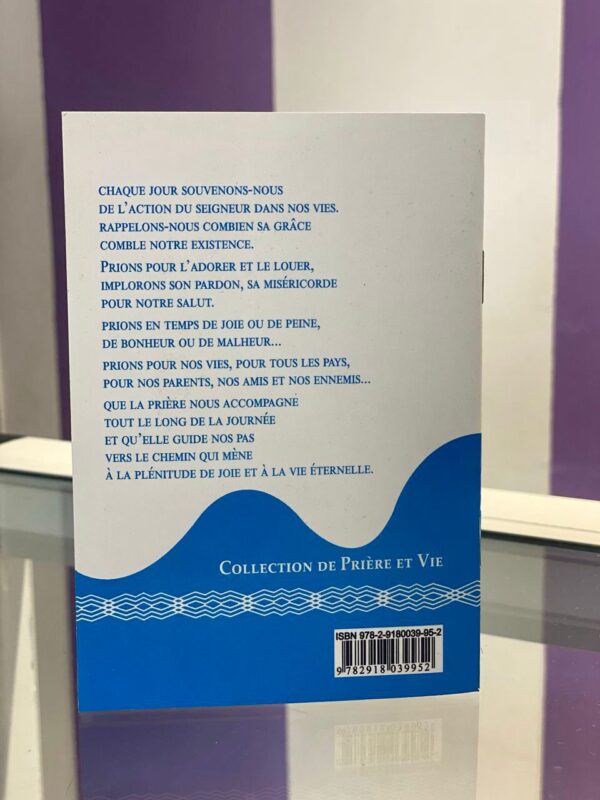 CHAQUE JOUR SOUVENONS-NOUS
DE L'ACTION DU SEIGNEUR DANS NOS VIES.
RAPPELONS-NOUS COMBIEN SA GRÂCE
COMBLE NOTRE EXISTENCE.
PRIONS POUR L'ADORER ET LE LOUER,
IMPLORONS SON PARDON, SA MISÉRICORDE
POUR NOTRE SALUT.
PRIONS EN TEMPS DE JOIE OU DE PEINE,
DE BONHEUR OU DE MALHEUR...
PRIONS POUR NOS VIES, POUR TOUS LES PAYS,
POUR NOS PARENTS, NOS AMIS ET NOS ENNEMIS...
QUE LA PRIÈRE NOUS ACCOMPAGNE
TOUT LE LONG DE LA JOURNÉE
ET QU'ELLE GUIDE NOS PAS
VERS LE CHEMIN QUI MÈNE
À LA PLÉNITUDE DE JOIE ET À LA VIE ÉTERNELLE.
COLLECTION DE PRIÈRE ET VIE
ISBN 978-2-9180039-95-2
9 782918 039952